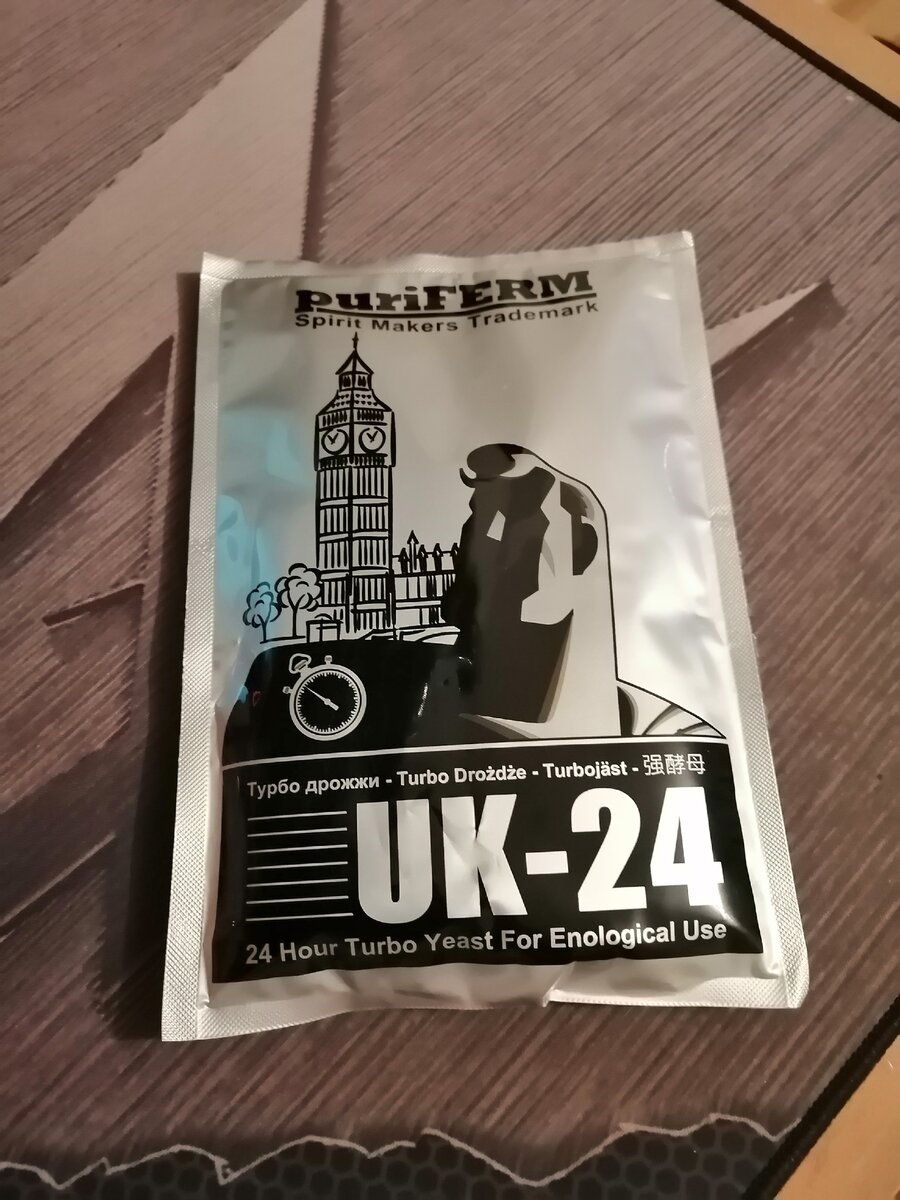 puriFERM
Spirit Makers Trademark
Турбо дрожжи - Turbo Drożdże - Turbojäst - 强酵母
UK-24
24 Hour Turbo Yeast For Enological Use